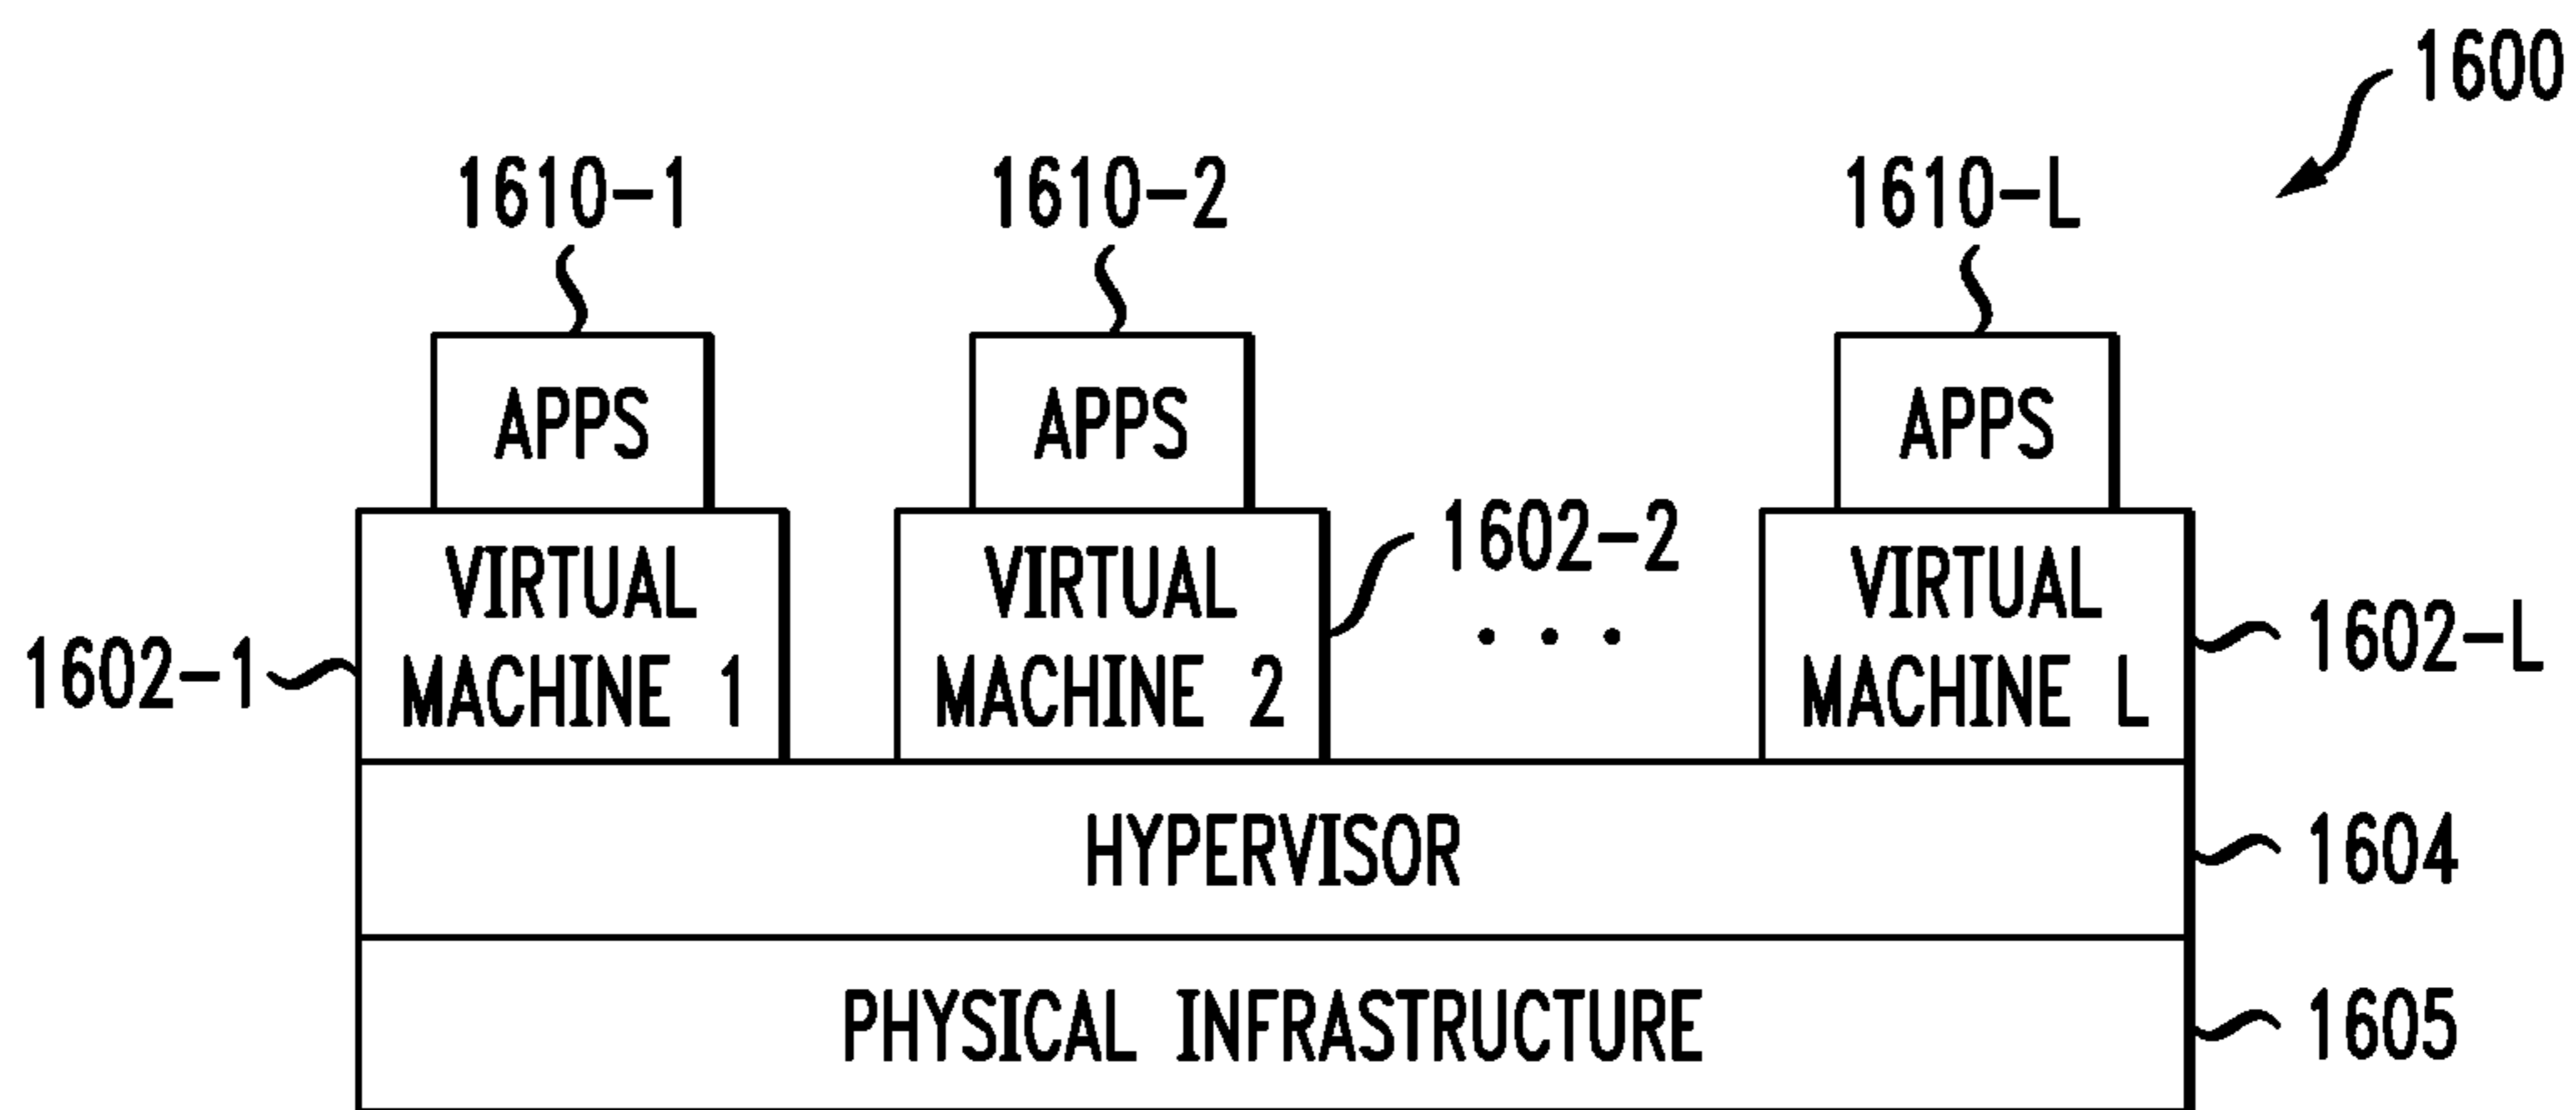 1600
1610-1
1610-2
1610-L
APPS
APPS
APPS
VIRTUAL
MACHINE 1
VIRTUAL
MACHINE 2
1602-2
. . .
VIRTUAL
MACHINE L
1602-1
1602-L
HYPERVISOR
1604
PHYSICAL INFRASTRUCTURE
1605